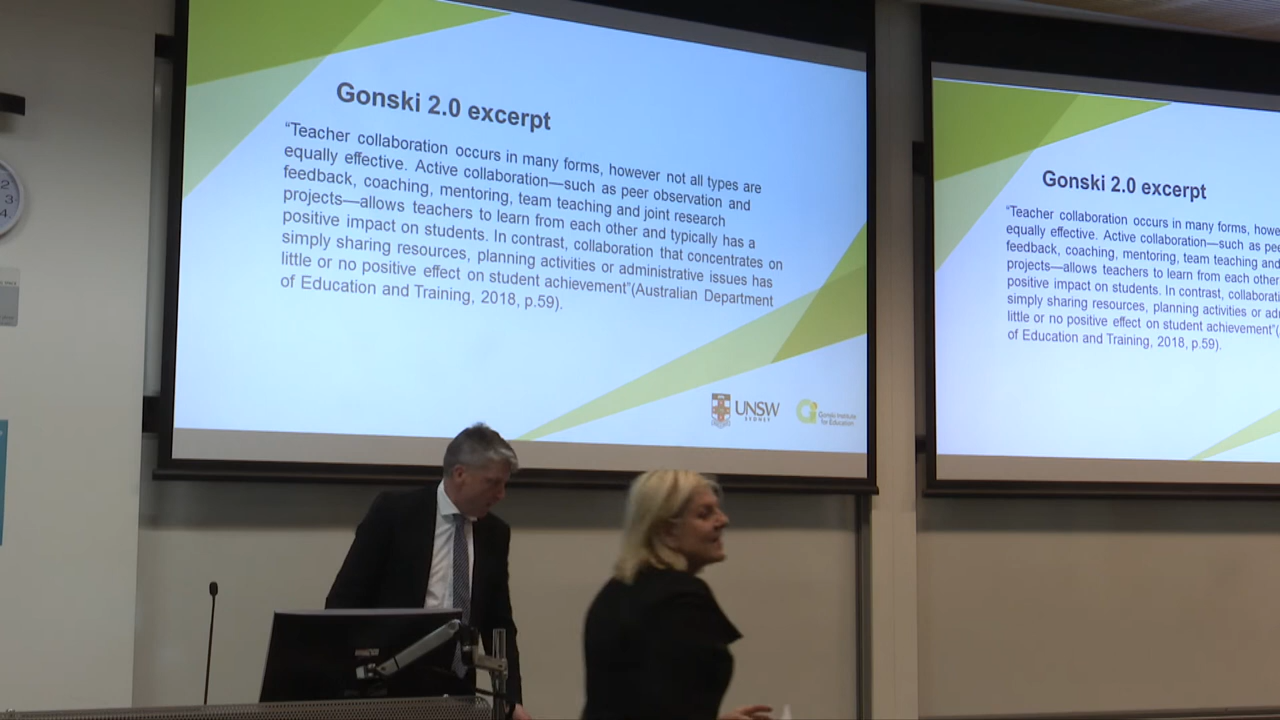 Gonski 2.0 excerpt
“Teacher collaboration occurs in many forms, however not all types are
equally effective. Active collaboration—such as peer observation and
feedback, coaching, mentoring, team teaching and joint research
projects—allows teachers to learn from each other and typically has a
positive impact on students. In contrast, collaboration that concentrates on
simply sharing resources, planning activities or administrative issues has
little or no positive effect on student achievement”(Australian Department
of Education and Training, 2018, p.59).
UNSW
SYDNEY
Gonski Institute
for Education
Gonski 2.0 excerpt
“Teacher collaboration occurs in many forms, howe
equally effective. Active collaboration—such as pee
feedback, coaching, mentoring, team teaching and
projects—allows teachers to learn from each other
positive impact on students. In contrast, collaborati
simply sharing resources, planning activities or adm
little or no positive effect on student achievement”(
of Education and Training, 2018, p.59).
2
3
4